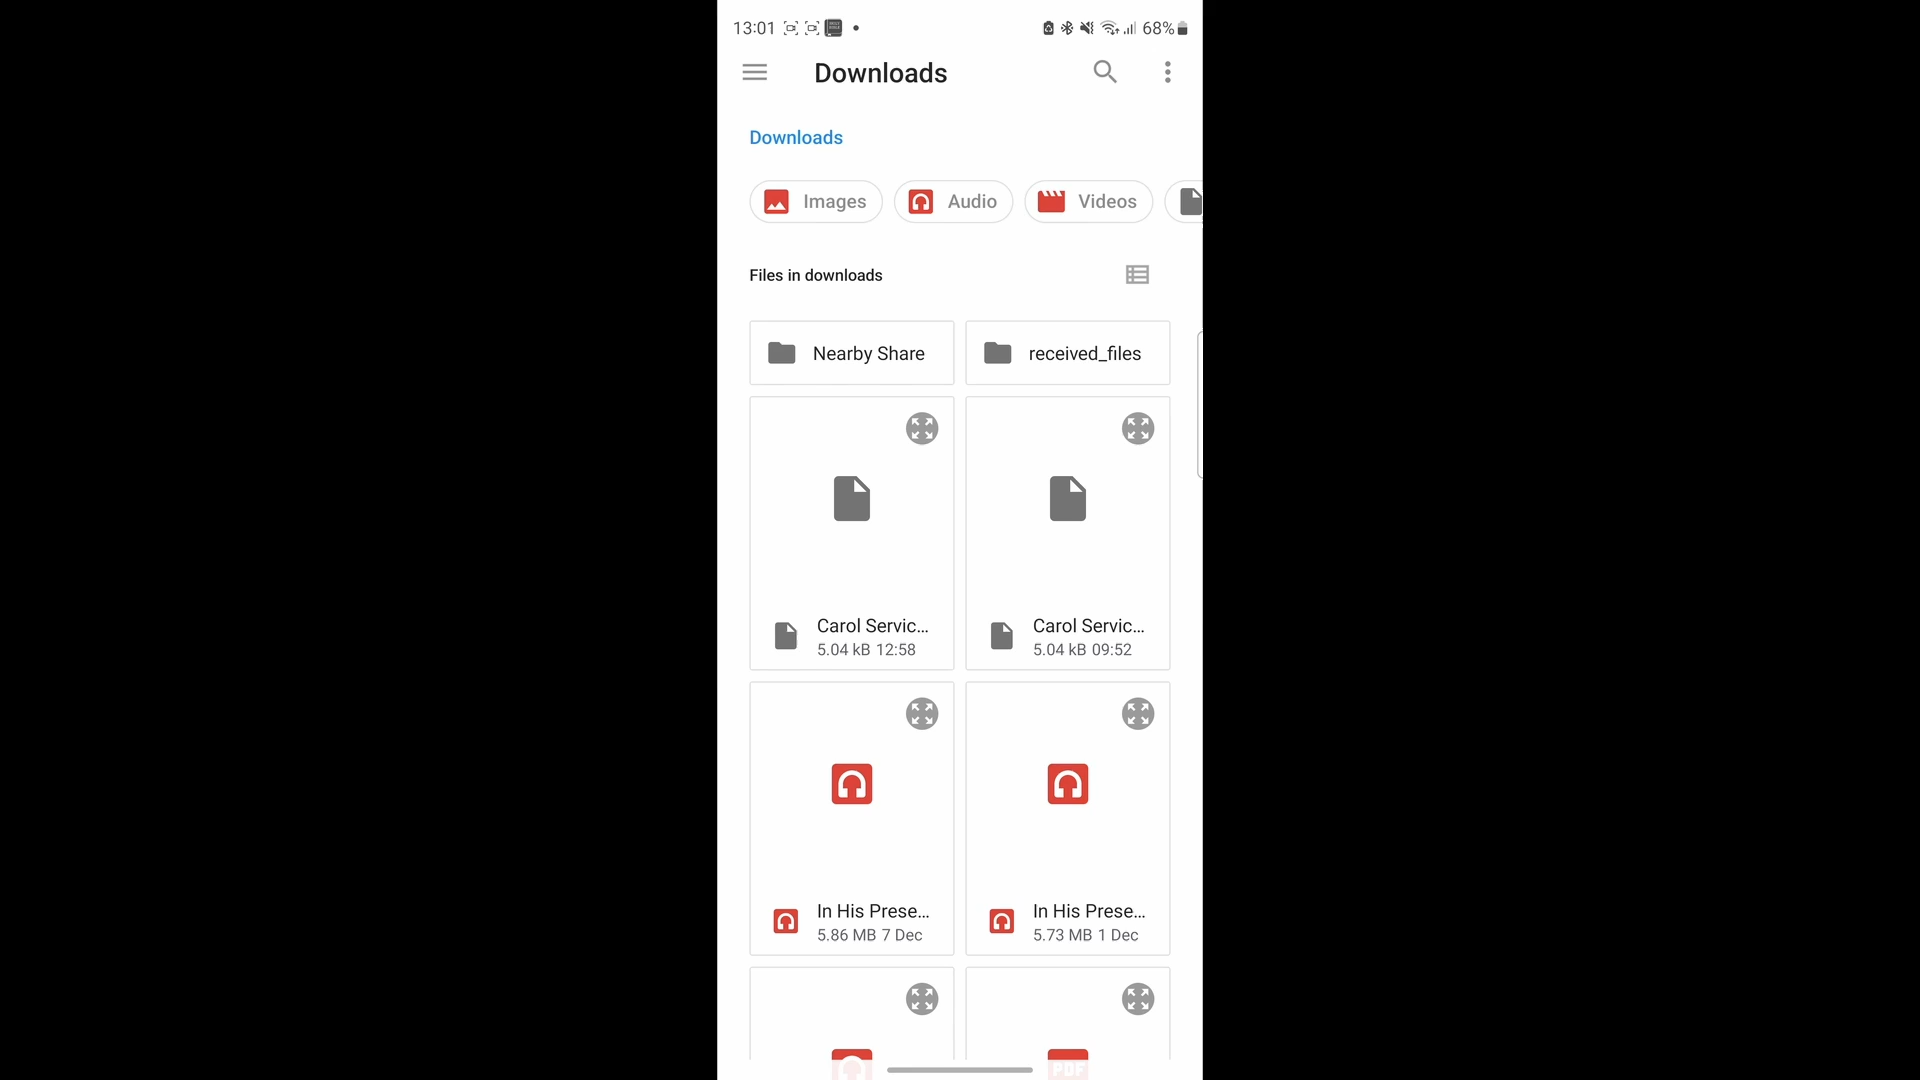 13:01 68%
Downloads
Downloads
Images Audio Videos
Files in downloads
Nearby Share received_files
Carol Servic... Carol Servic...
5.04 kB 12:58 5.04 kB 09:52
In His Prese... In His Prese...
5.86 MB 7 Dec 5.73 MB 1 Dec
PDF